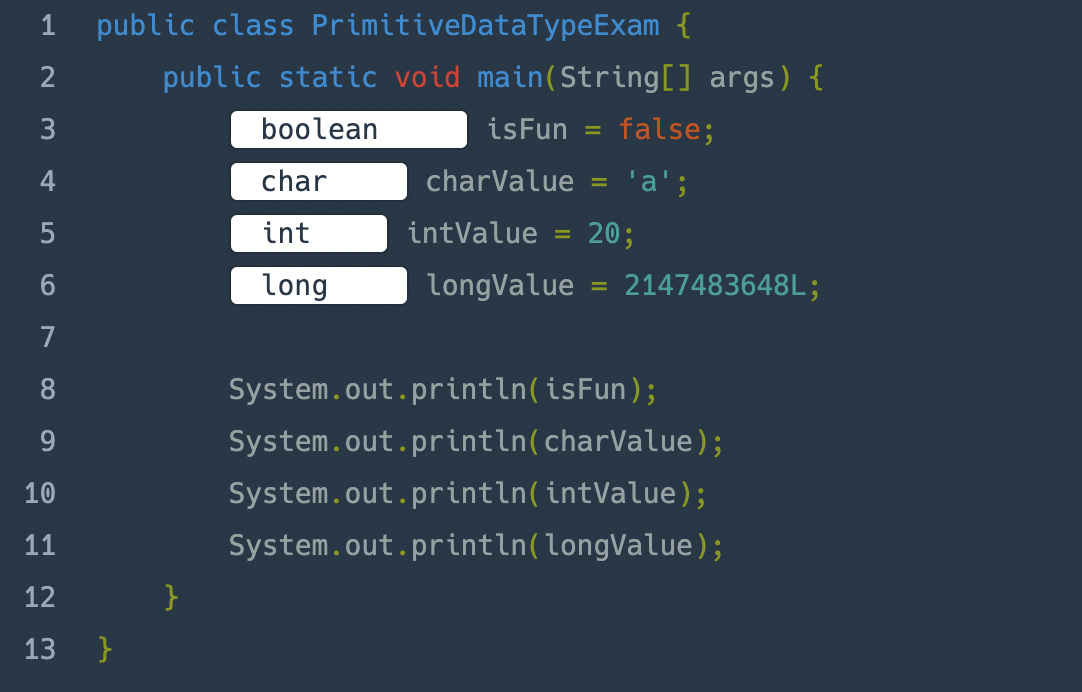 1 public class PrimitiveDataTypeExam {
2 public static void main(String[] args) {
3 boolean isFun = false;
4 char charValue = 'a';
5 int intValue = 20;
6 long longValue = 2147483648L;
7
8 System.out.println(isFun);
9 System.out.println(charValue);
10 System.out.println(intValue);
11 System.out.println(longValue);
12 }
13 }